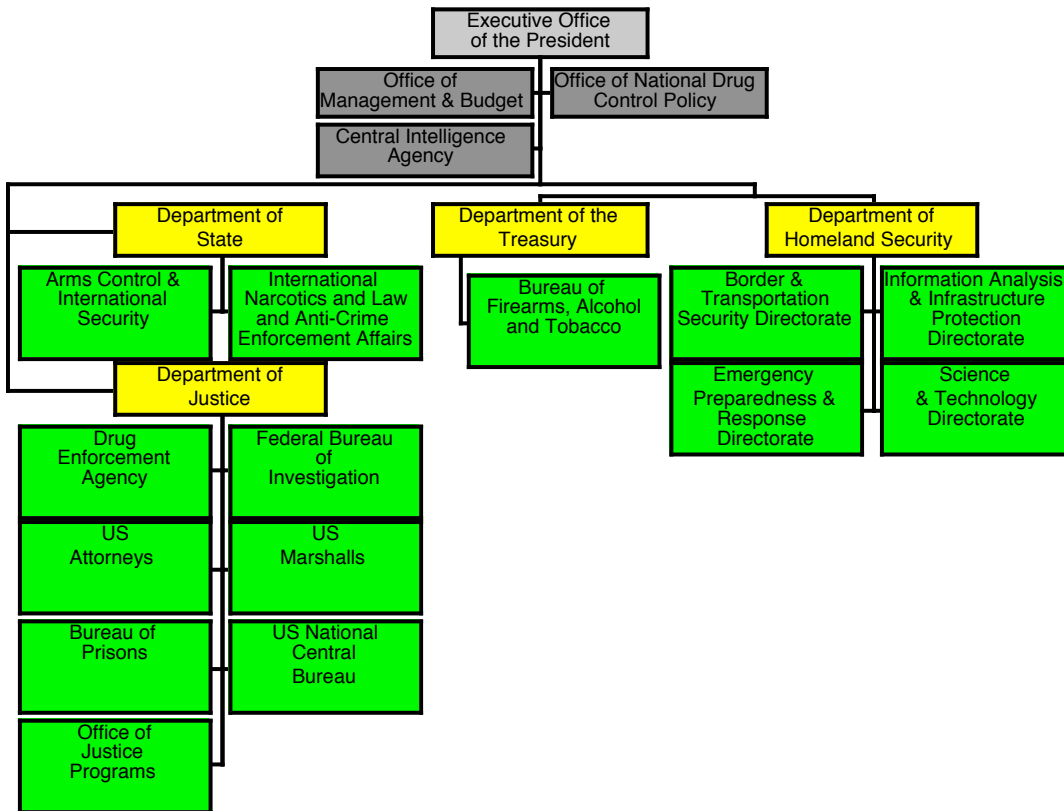 Executive Office
of the President
Office of
Management & Budget
Office of National Drug
Control Policy
Central Intelligence
Agency
Department of
State
Department of the
Treasury
Department of
Homeland Security
Arms Control &
International
Security
International
Narcotics and Law
and Anti-Crime
Enforcement Affairs
Bureau of
Firearms, Alcohol
and Tobacco
Border &
Transportation
Security Directorate
Information Analysis
& Infrastructure
Protection
Directorate
Department of
Justice
Emergency
Preparedness &
Response
Directorate
Science
& Technology
Directorate
Drug
Enforcement
Agency
Federal Bureau
of
Investigation
US
Attorneys
US
Marshalls
Bureau of
Prisons
US National
Central
Bureau
Office of
Justice
Programs